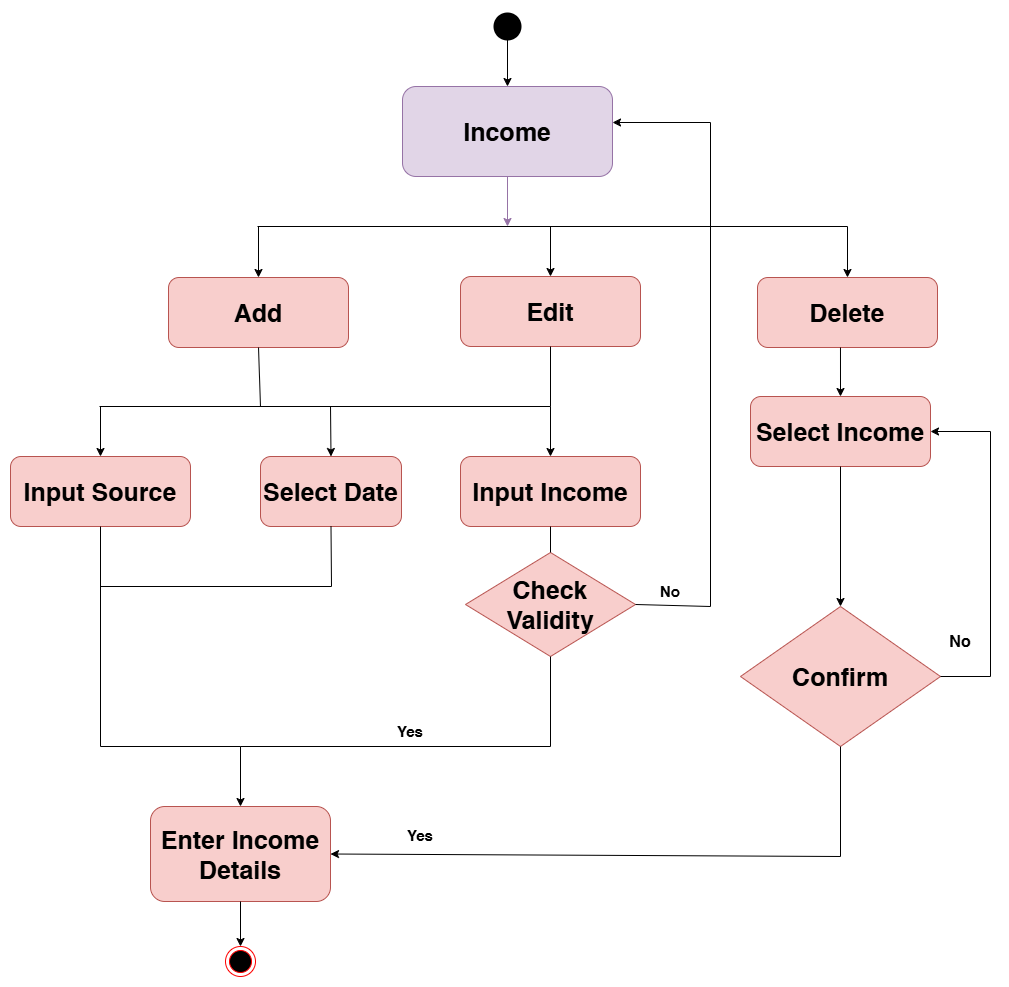 Income
Add
Edit
Delete
Select Income
Input Source
Select Date
Input Income
Check
Validity
No
No
Confirm
Yes
Yes
Enter Income
Details